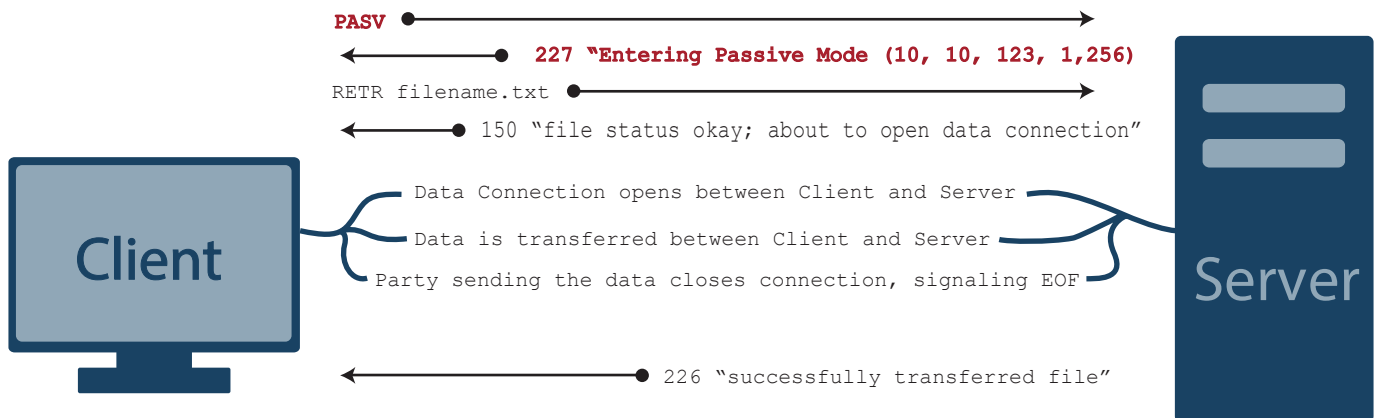 PASV
227 “Entering Passive Mode (10, 10, 123, 1,256)
RETR filename.txt
150 “file status okay; about to open data connection”
Data Connection opens between Client and Server
Client
Data is transferred between Client and Server
Party sending the data closes connection, signaling EOF
Server
226 “successfully transferred file”